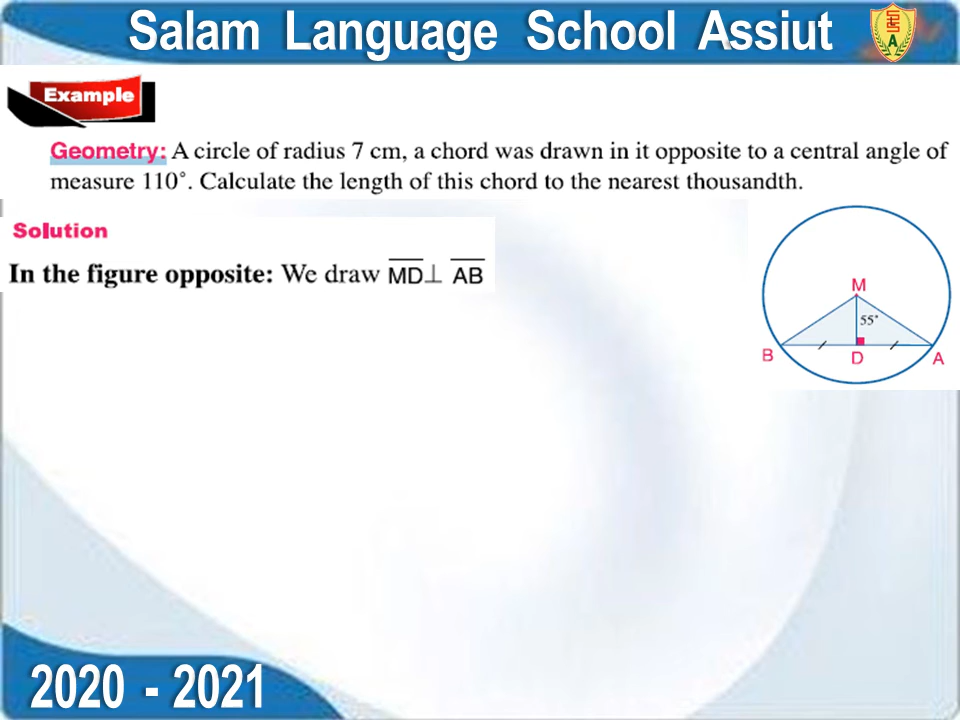 Salam Language School Assiut
A
Example
Geometry: A circle of radius 7 cm, a chord was drawn in it opposite to a central angle of
measure 110°. Calculate the length of this chord to the nearest thousandth.
Solution
In the figure opposite: We draw MD⊥ AB
M
55°
B
D
A
2020 - 2021